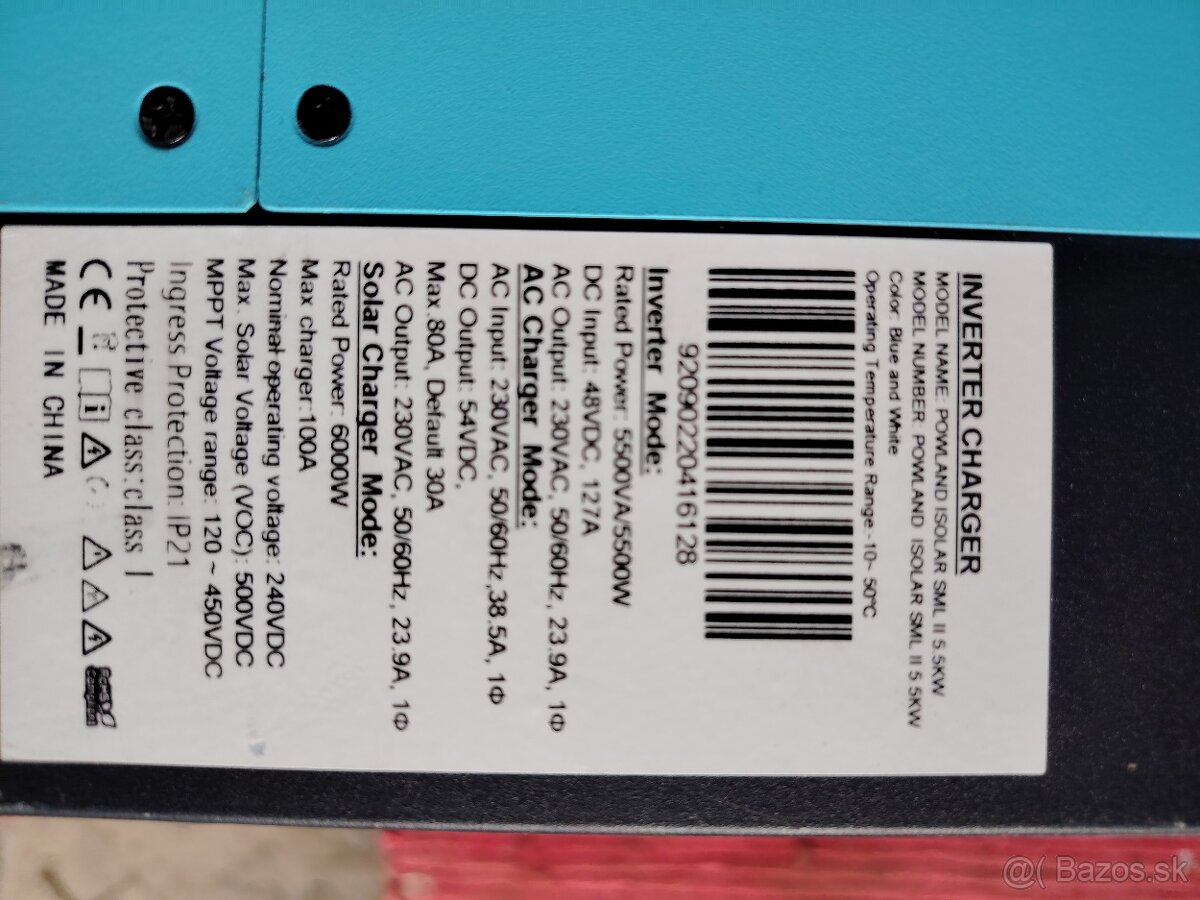 INVERTER CHARGER
MODEL NAME: POWLAND ISOLAR SML II 5.5KW
MODEL NUMBER: POWLAND ISOLAR SML II 5.5KW
Color: Blue and White
Operating Temperature Range:-10~ 50℃
92090220416128
Inverter Mode:
Rated Power: 5500VA/5500W
DC Input: 48VDC, 127A
AC Output: 230VAC, 50/60Hz, 23.9A, 1Φ
AC Charger Mode:
AC Input: 230VAC, 50/60Hz,38.5A, 1Φ
DC Output: 54VDC,
Max.80A, Default 30A
AC Output: 230VAC, 50/60Hz, 23.9A, 1Φ
Solar Charger Mode:
Rated Power: 6000W
Max charger:100A
Nominal operating voltage: 240VDC
Max. Solar Voltage (VOC): 500VDC
MPPT Voltage range: 120 ~ 450VDC
Ingress Protection: IP21
Protective class:class I
CE
MADE IN CHINA
@( Bazos.sk